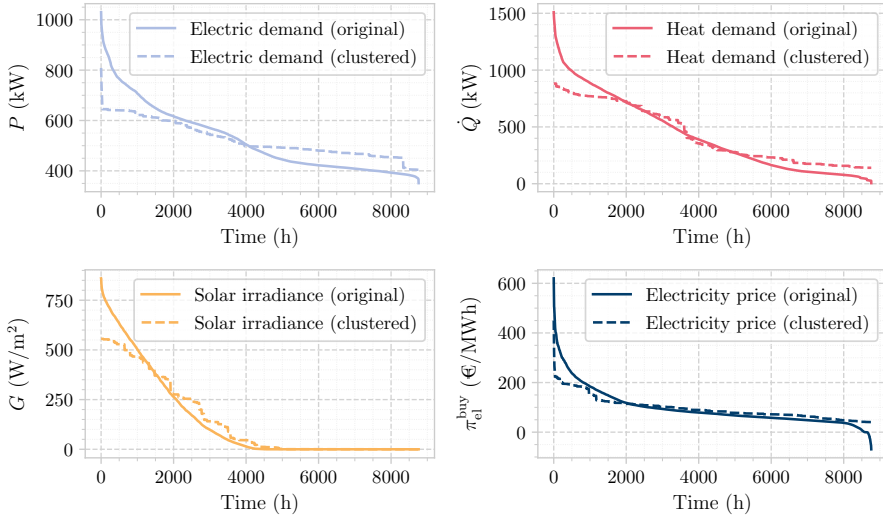 Electric demand (original)
Electric demand (clustered)
P (kW)
1000
800
600
400
0 2000 4000 6000 8000
Time (h)
Heat demand (original)
Heat demand (clustered)
Q̇ (kW)
1500
1000
500
0
0 2000 4000 6000 8000
Time (h)
Solar irradiance (original)
Solar irradiance (clustered)
G (W/m²)
750
500
250
0
0 2000 4000 6000 8000
Time (h)
Electricity price (original)
Electricity price (clustered)
π_el^buy (€/MWh)
600
400
200
0
0 2000 4000 6000 8000
Time (h)